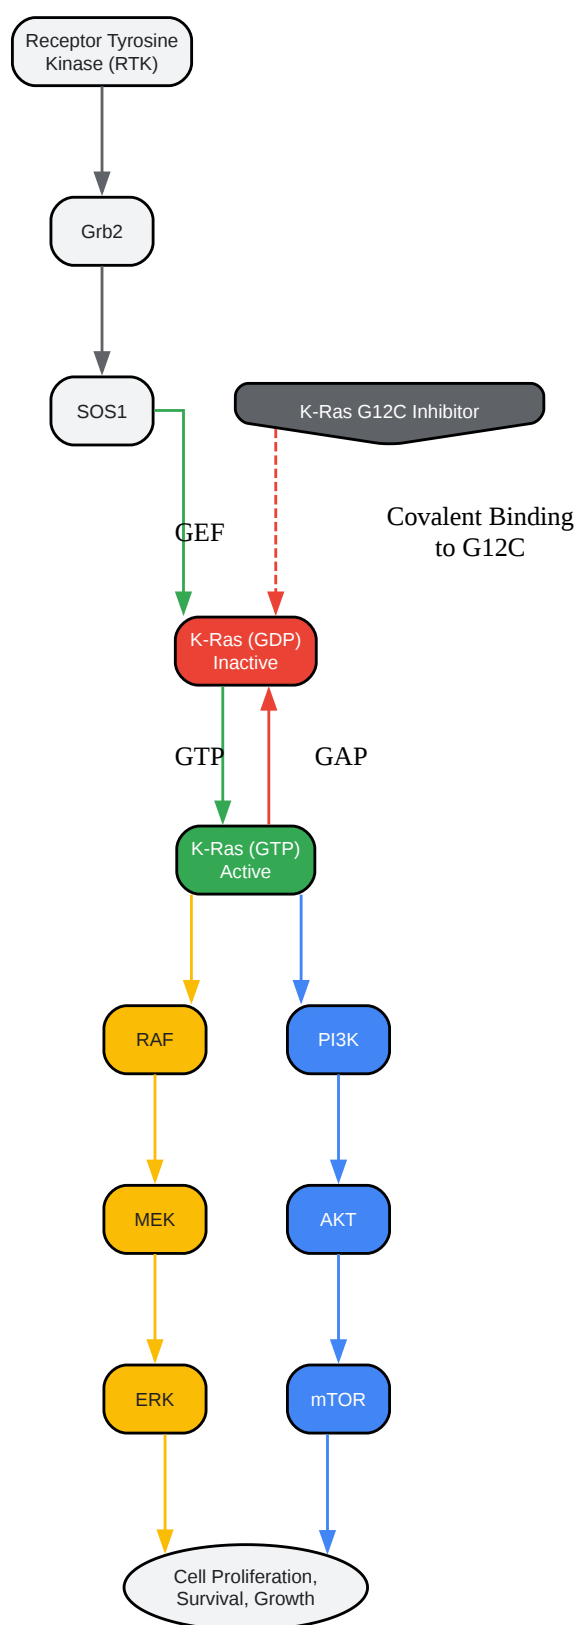 Receptor Tyrosine
Kinase (RTK)
Grb2
SOS1
K-Ras G12C Inhibitor
GEF
Covalent Binding
to G12C
K-Ras (GDP)
Inactive
GTP
GAP
K-Ras (GTP)
Active
RAF
PI3K
MEK
AKT
ERK
mTOR
Cell Proliferation,
Survival, Growth